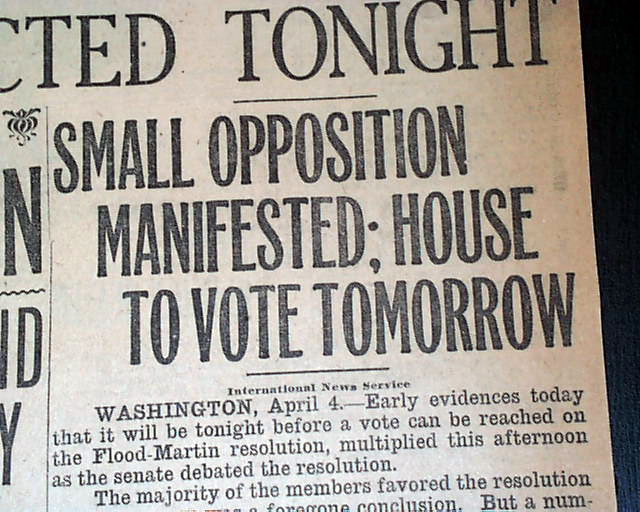 CTED TONIGHT
N
ID
Y
SMALL OPPOSITION
MANIFESTED; HOUSE
TO VOTE TOMORROW
International News Service
WASHINGTON, April 4.—Early evidences today
that it will be tonight before a vote can be reached on
the Flood-Martin resolution, multiplied this afternoon
as the senate debated the resolution.
The majority of the members favored the resolution
was a foregone conclusion. But a num-